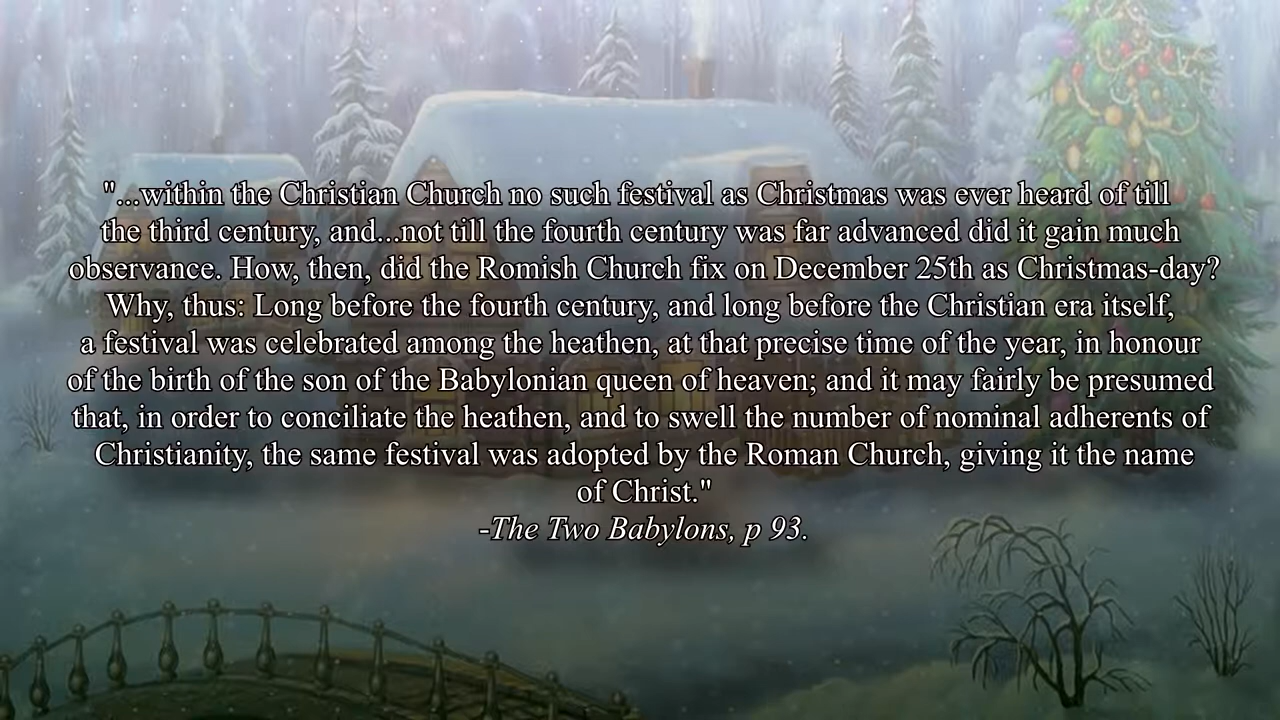 "...within the Christian Church no such festival as Christmas was ever heard of till
the third century, and...not till the fourth century was far advanced did it gain much
observance. How, then, did the Romish Church fix on December 25th as Christmas-day?
Why, thus: Long before the fourth century, and long before the Christian era itself,
a festival was celebrated among the heathen, at that precise time of the year, in honour
of the birth of the son of the Babylonian queen of heaven; and it may fairly be presumed
that, in order to conciliate the heathen, and to swell the number of nominal adherents of
Christianity, the same festival was adopted by the Roman Church, giving it the name
of Christ."
-The Two Babylons, p 93.